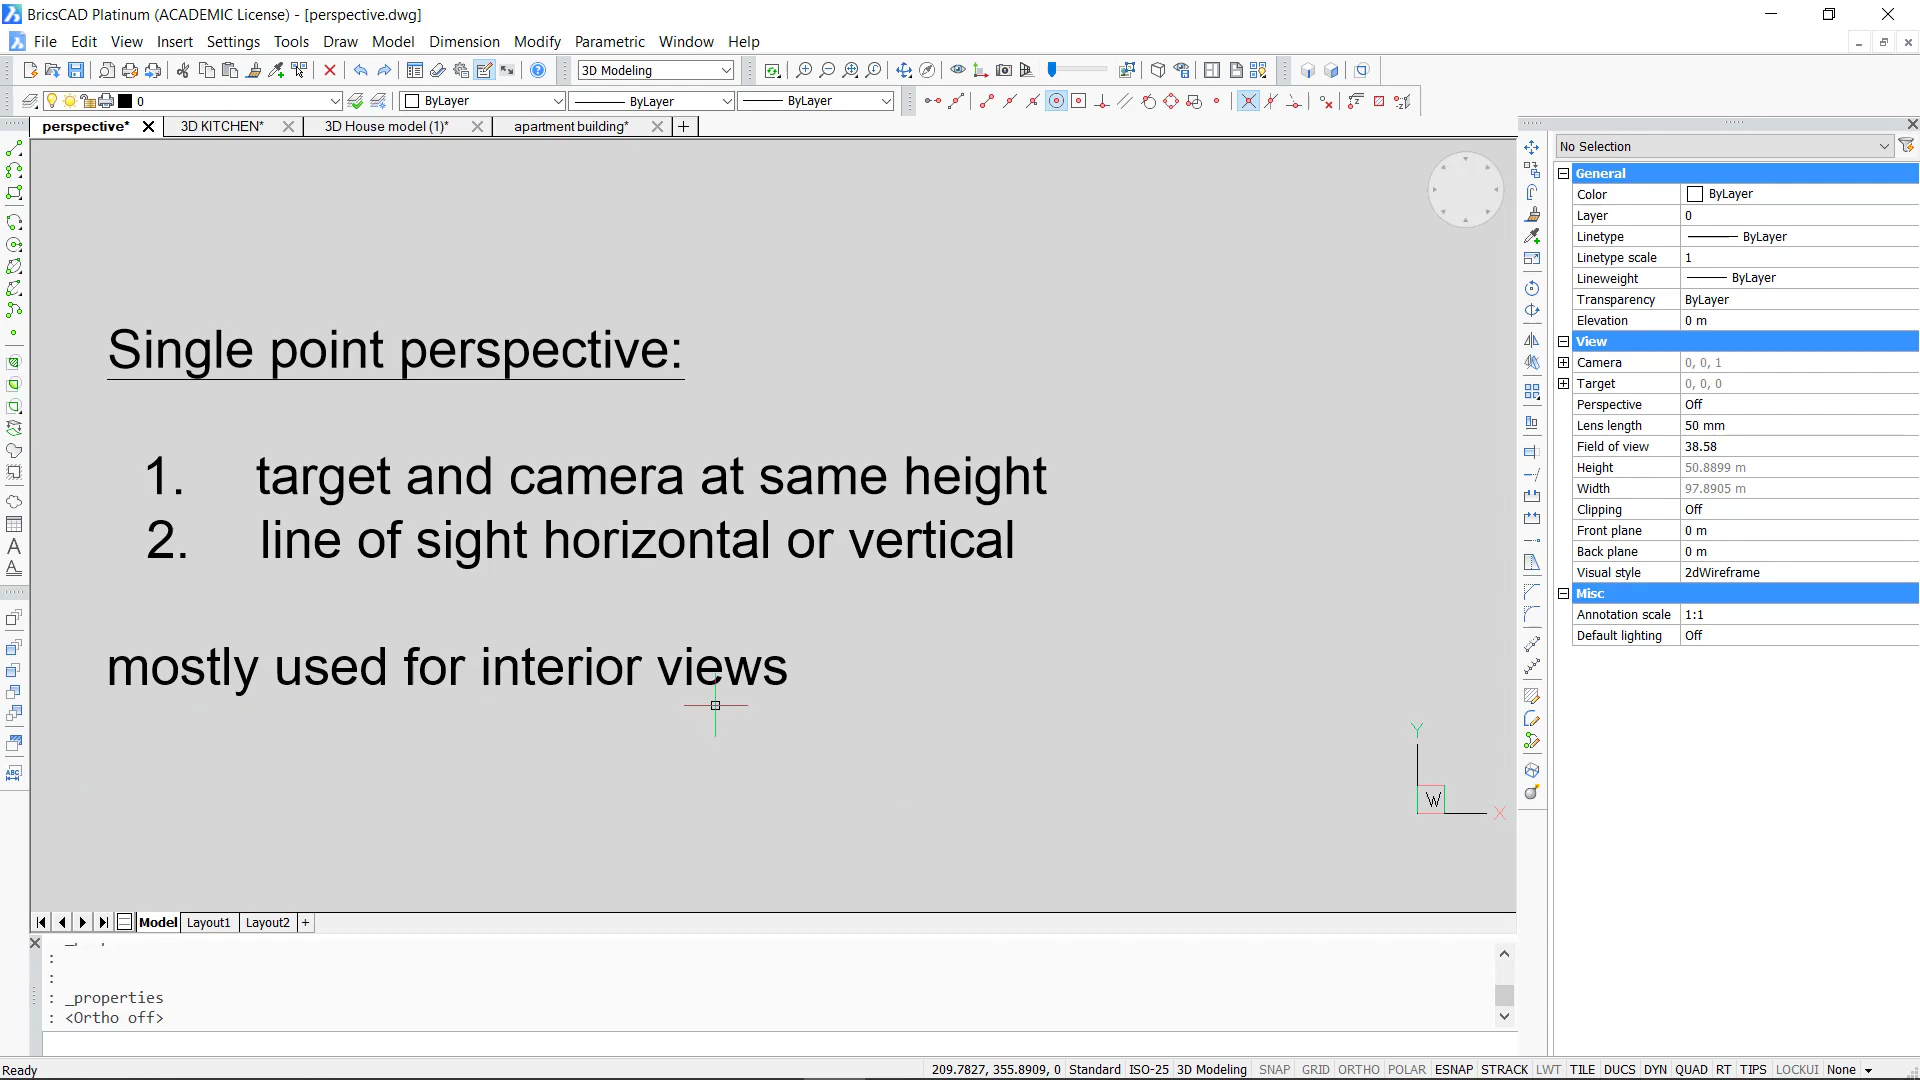 BricsCAD Platinum (ACADEMIC License) - [perspective.dwg]
File Edit View Insert Settings Tools Draw Model Dimension Modify Parametric Window Help
3D Modeling
0 ByLayer ByLayer ByLayer
perspective* 3D KITCHEN* 3D House model (1)* apartment building*
No Selection
General
Color ByLayer
Layer 0
Linetype ByLayer
Linetype scale 1
Lineweight ByLayer
Transparency ByLayer
Elevation 0 m
View
Camera 0, 0, 1
Target 0, 0, 0
Perspective Off
Lens length 50 mm
Field of view 38.58
Height 50.8899 m
Width 97.8905 m
Clipping Off
Front plane 0 m
Back plane 0 m
Visual style 2dWireframe
Misc
Annotation scale 1:1
Default lighting Off
Single point perspective:
1. target and camera at same height
2. line of sight horizontal or vertical
mostly used for interior views
Y
W
X
ABC
Model Layout1 Layout2 +
:
:
: _properties
: <Ortho off>
Ready 209.7827, 355.8909, 0 Standard ISO-25 3D Modeling SNAP GRID ORTHO POLAR ESNAP STRACK LWT TILE DUCS DYN QUAD RT TIPS LOCKUI None